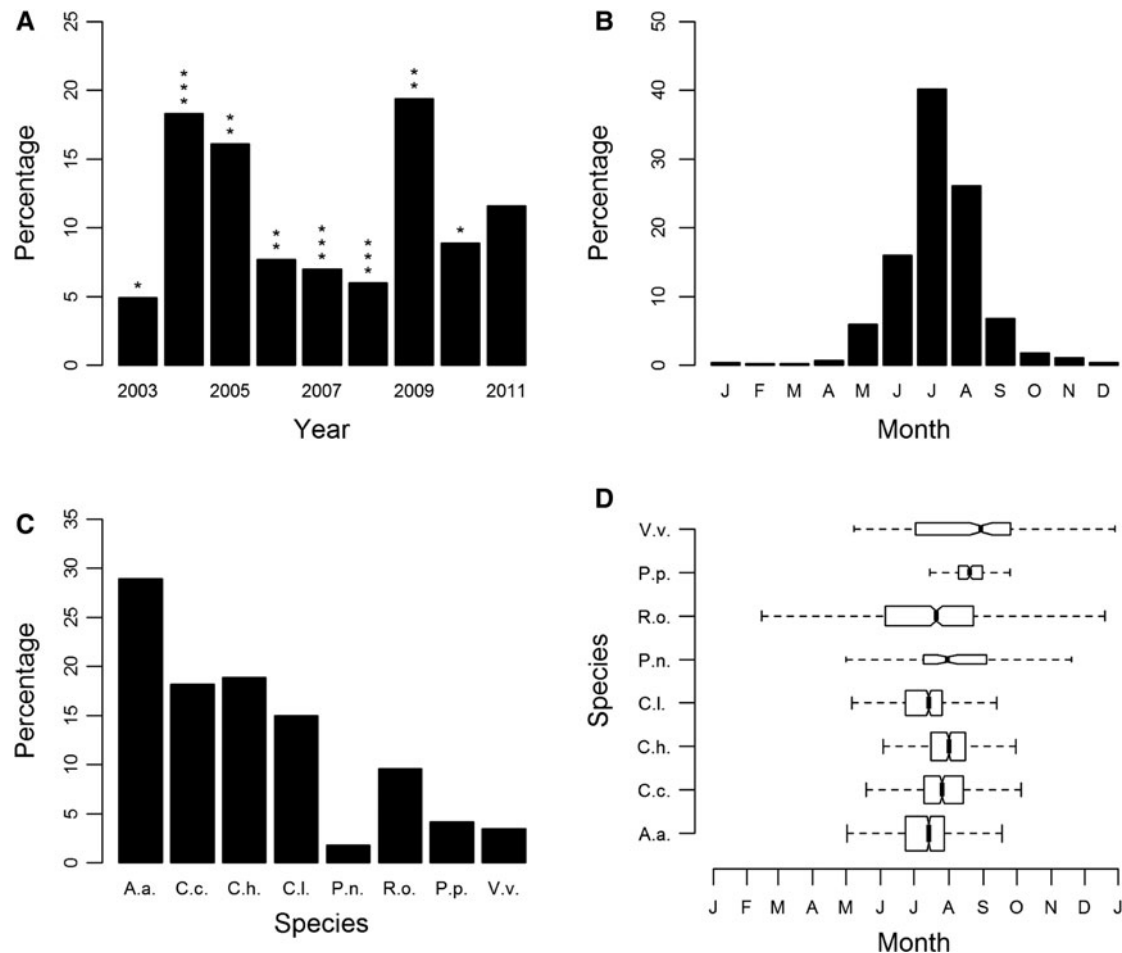 A
Percentage
0
5
10
15
20
25
*
***
**
**
***
***
**
*
2003 2005 2007 2009 2011
Year
B
Percentage
0
10
20
30
40
50
J F M A M J J A S O N D
Month
C
Percentage
0
5
10
15
20
25
30
35
A.a. C.c. C.h. C.l. P.n. R.o. P.p. V.v.
Species
D
Species
V.v.
P.p.
R.o.
P.n.
C.l.
C.h.
C.c.
A.a.
J F M A M J J A S O N D J
Month